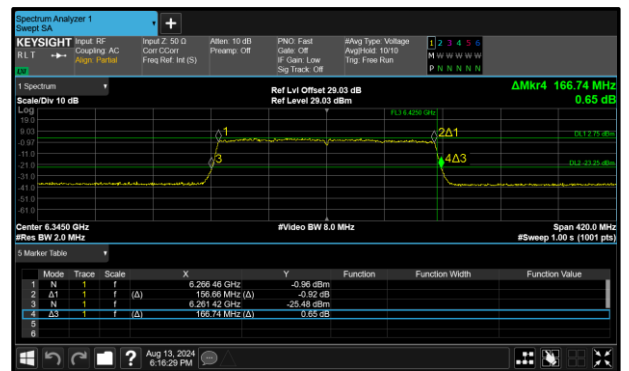 Spectrum Analyzer 1
Swept SA
+
KEYSIGHT Input: RF Input Z: 50 Ω Atten: 10 dB PNO: Fast #Avg Type: Voltage 1 2 3 4 5 6
RLT Coupling: AC Corr CCorr Preamp: Off Gate: Off Avg|Hold: 10/10 M W W W W W
Align: Partial Freq Ref: Int (S) IF Gain: Low Trig: Free Run
Sig Track: Off P N N N N N
LW
1 Spectrum Ref Lvl Offset 29.03 dB ΔMkr4 166.74 MHz
Scale/Div 10 dB Ref Level 29.03 dBm 0.65 dB
Log
19.0 FL3 6.4250 GHz
9.03 1 2Δ1 DL1 2.75 dBm
-0.97
-11.0 3 4Δ3
-21.0 DL2 -23.25 dBm
-31.0
-41.0
-51.0
-61.0
Center 6.3450 GHz #Video BW 8.0 MHz Span 420.0 MHz
#Res BW 2.0 MHz #Sweep 1.00 s (1001 pts)
5 Marker Table
Mode Trace Scale X Y Function Function Width Function Value
1 N 1 f 6.266 46 GHz -0.96 dBm
2 Δ1 1 f (Δ) 156.66 MHz (Δ) -0.92 dB
3 N 1 f 6.261 42 GHz -25.48 dBm
4 Δ3 1 f (Δ) 166.74 MHz (Δ) 0.65 dB
5
6
? Aug 13, 2024
6:16:29 PM